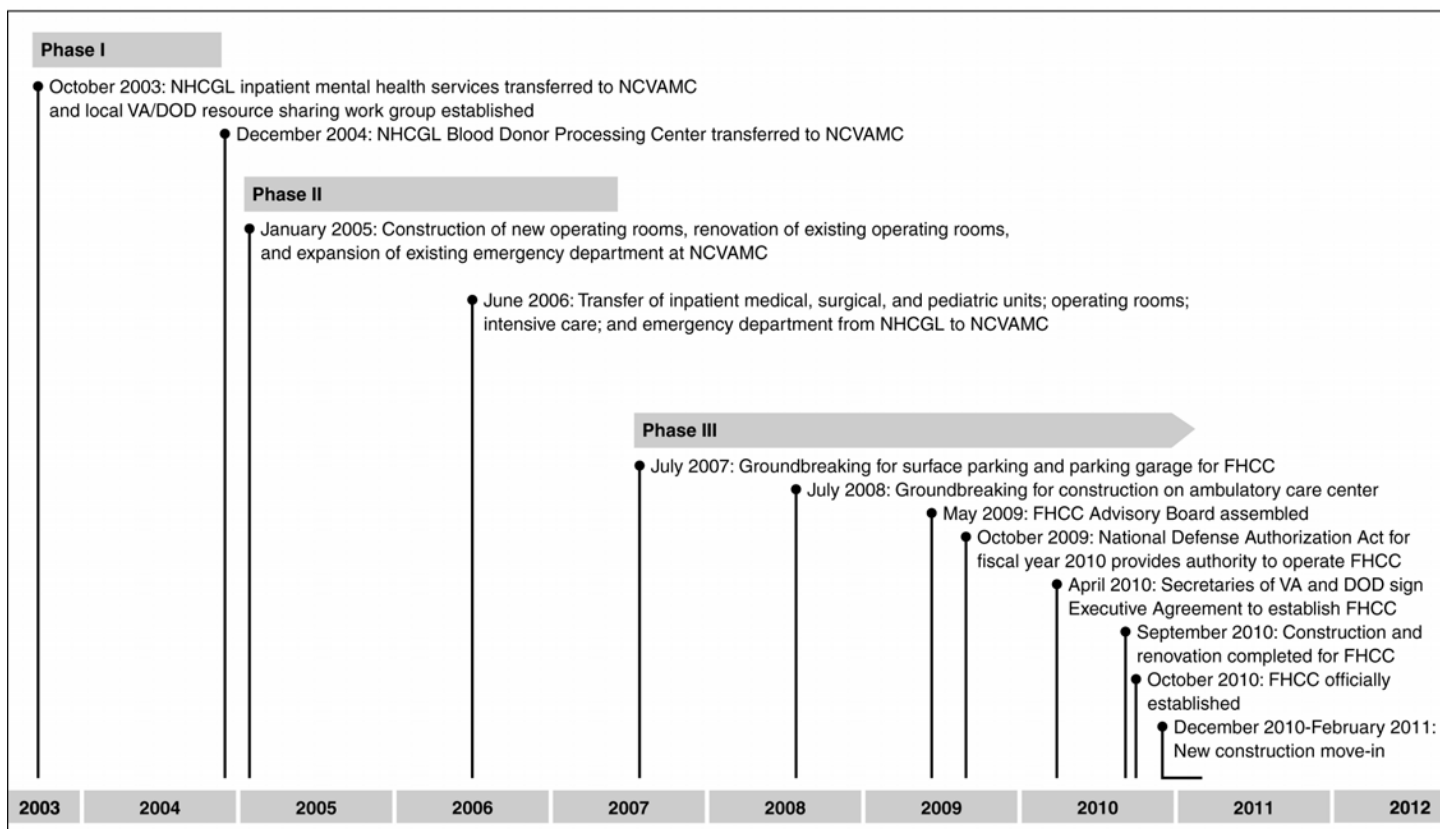 Phase I
October 2003: NHCGL inpatient mental health services transferred to NCVAMC
and local VA/DOD resource sharing work group established
December 2004: NHCGL Blood Donor Processing Center transferred to NCVAMC
Phase II
January 2005: Construction of new operating rooms, renovation of existing operating rooms,
and expansion of existing emergency department at NCVAMC
June 2006: Transfer of inpatient medical, surgical, and pediatric units; operating rooms;
intensive care; and emergency department from NHCGL to NCVAMC
Phase III
July 2007: Groundbreaking for surface parking and parking garage for FHCC
July 2008: Groundbreaking for construction on ambulatory care center
May 2009: FHCC Advisory Board assembled
October 2009: National Defense Authorization Act for
fiscal year 2010 provides authority to operate FHCC
April 2010: Secretaries of VA and DOD sign
Executive Agreement to establish FHCC
September 2010: Construction and
renovation completed for FHCC
October 2010: FHCC officially
established
December 2010-February 2011:
New construction move-in
2003 2004 2005 2006 2007 2008 2009 2010 2011 2012